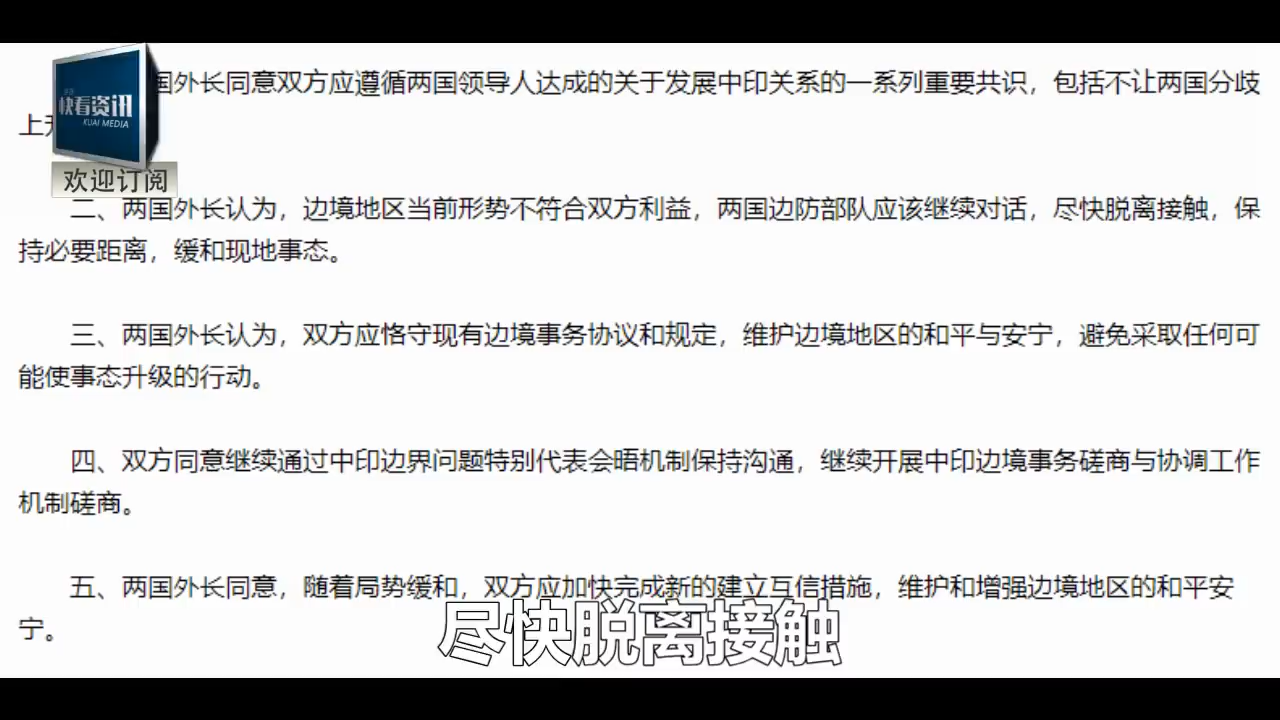 快看资讯
KUAI MEDIA
欢迎订阅
国外长同意双方应遵循两国领导人达成的关于发展中印关系的一系列重要共识，包括不让两国分歧
上
二、两国外长认为，边境地区当前形势不符合双方利益，两国边防部队应该继续对话，尽快脱离接触，保
持必要距离，缓和现地事态。
三、两国外长认为，双方应恪守现有边境事务协议和规定，维护边境地区的和平与安宁，避免采取任何可
能使事态升级的行动。
四、双方同意继续通过中印边界问题特别代表会晤机制保持沟通，继续开展中印边境事务磋商与协调工作
机制磋商。
五、两国外长同意，随着局势缓和，双方应加快完成新的建立互信措施，维护和增强边境地区的和平安
宁。
尽快脱离接触